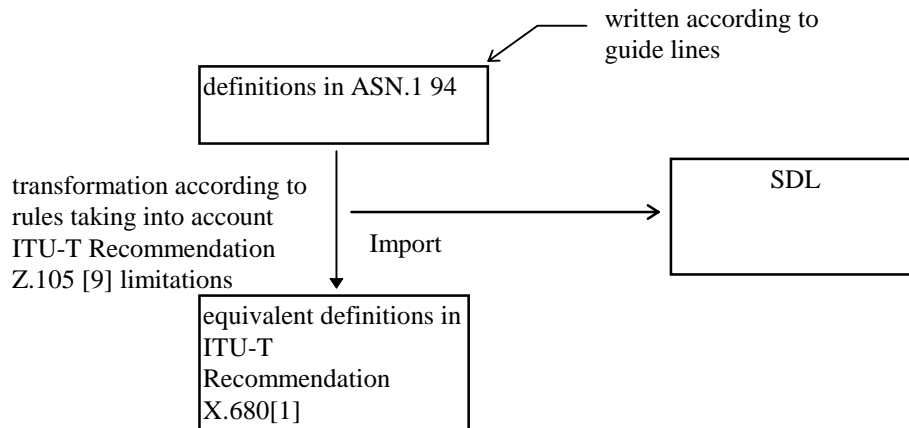 written according to
guide lines
definitions in ASN.1 94
transformation according to
rules taking into account
ITU-T Recommendation
Z.105 [9] limitations
Import
SDL
equivalent definitions in
ITU-T
Recommendation
X.680[1]